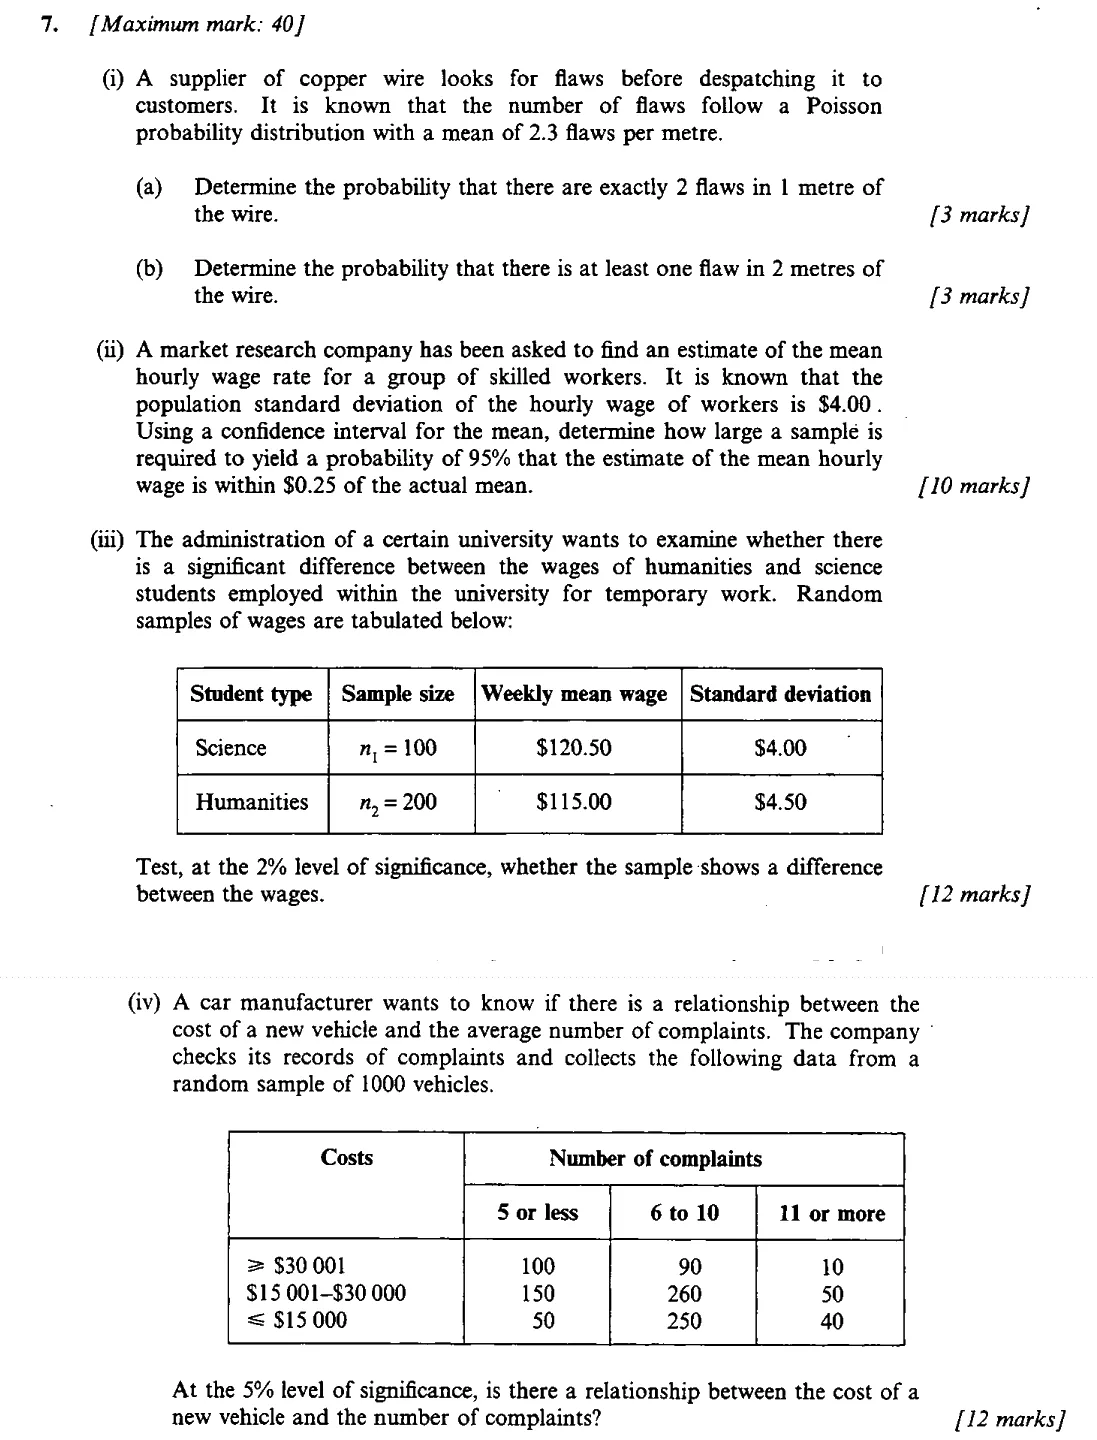 7. [Maximum mark: 40]
(i) A supplier of copper wire looks for flaws before despatching it to
customers. It is known that the number of flaws follow a Poisson
probability distribution with a mean of 2.3 flaws per metre.
(a) Determine the probability that there are exactly 2 flaws in 1 metre of
the wire. [3 marks]
(b) Determine the probability that there is at least one flaw in 2 metres of
the wire. [3 marks]
(ii) A market research company has been asked to find an estimate of the mean
hourly wage rate for a group of skilled workers. It is known that the
population standard deviation of the hourly wage of workers is $4.00.
Using a confidence interval for the mean, determine how large a sample is
required to yield a probability of 95% that the estimate of the mean hourly
wage is within $0.25 of the actual mean. [10 marks]
(iii) The administration of a certain university wants to examine whether there
is a significant difference between the wages of humanities and science
students employed within the university for temporary work. Random
samples of wages are tabulated below:
Student type Sample size Weekly mean wage Standard deviation
Science n₁ = 100 $120.50 $4.00
Humanities n₂ = 200 $115.00 $4.50
Test, at the 2% level of significance, whether the sample shows a difference
between the wages. [12 marks]
(iv) A car manufacturer wants to know if there is a relationship between the
cost of a new vehicle and the average number of complaints. The company
checks its records of complaints and collects the following data from a
random sample of 1000 vehicles.
Costs Number of complaints
5 or less 6 to 10 11 or more
⩾ $30 001 100 90 10
$15 001–$30 000 150 260 50
⩽ $15 000 50 250 40
At the 5% level of significance, is there a relationship between the cost of a
new vehicle and the number of complaints? [12 marks]